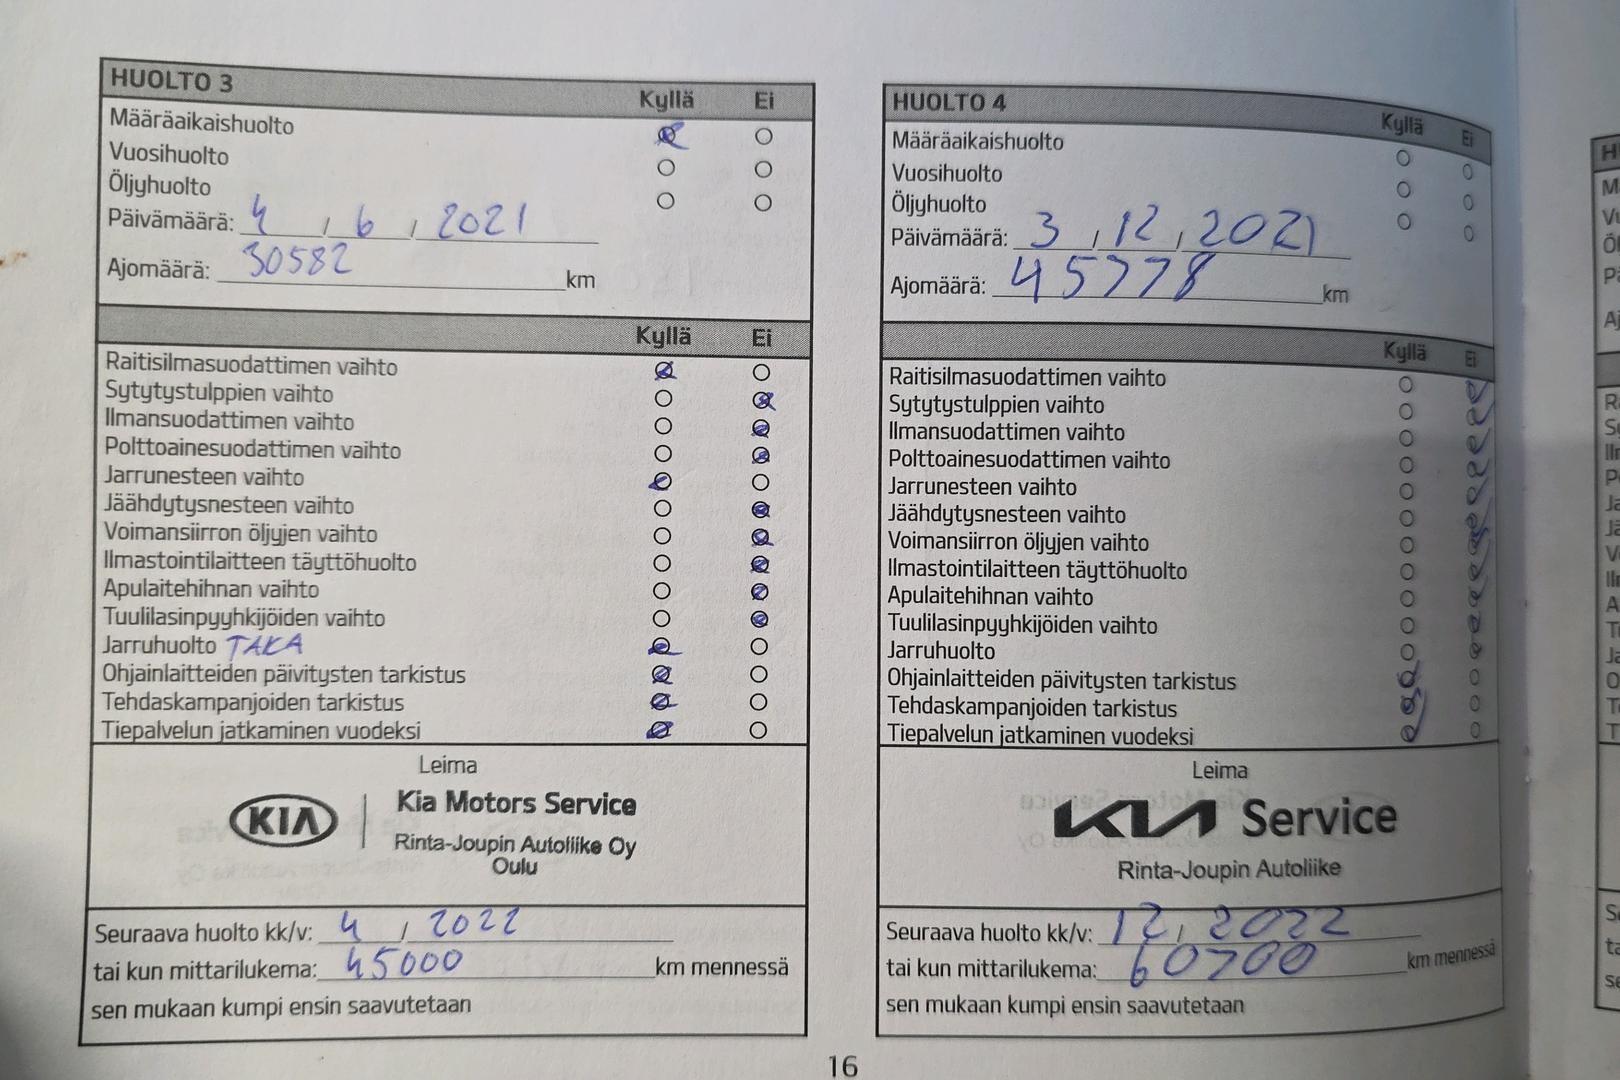 HUOLTO 3
Kyllä Ei
Määräaikaishuolto
Vuosihuolto
Öljyhuolto
Päivämäärä: 4 / 6 / 2021
Ajomäärä: 30582 km
Kyllä Ei
Raitisilmasuodattimen vaihto
Sytytystulppien vaihto
Ilmansuodattimen vaihto
Polttoainesuodattimen vaihto
Jarrunesteen vaihto
Jäähdytysnesteen vaihto
Voimansiirron öljyjen vaihto
Ilmastointilaitteen täyttöhuolto
Apulaitehihnan vaihto
Tuulilasinpyyhkijöiden vaihto
Jarruhuolto TAKA
Ohjainlaitteiden päivitysten tarkistus
Tehdaskampanjoiden tarkistus
Tiepalvelun jatkaminen vuodeksi
Leima
KIA Kia Motors Service
Rinta-Joupin Autoliike Oy
Oulu
Seuraava huolto kk/v: 4 / 2022
tai kun mittarilukema: 45000 km mennessä
sen mukaan kumpi ensin saavutetaan
HUOLTO 4
Kyllä Ei
Määräaikaishuolto
Vuosihuolto
Öljyhuolto
Päivämäärä: 3 / 12 / 2021
Ajomäärä: 45778 km
Kyllä Ei
Raitisilmasuodattimen vaihto
Sytytystulppien vaihto
Ilmansuodattimen vaihto
Polttoainesuodattimen vaihto
Jarrunesteen vaihto
Jäähdytysnesteen vaihto
Voimansiirron öljyjen vaihto
Ilmastointilaitteen täyttöhuolto
Apulaitehihnan vaihto
Tuulilasinpyyhkijöiden vaihto
Jarruhuolto
Ohjainlaitteiden päivitysten tarkistus
Tehdaskampanjoiden tarkistus
Tiepalvelun jatkaminen vuodeksi
Leima
KIA Service
Rinta-Joupin Autoliike
Seuraava huolto kk/v: 12 / 2022
tai kun mittarilukema: 60700 km mennessä
sen mukaan kumpi ensin saavutetaan
16